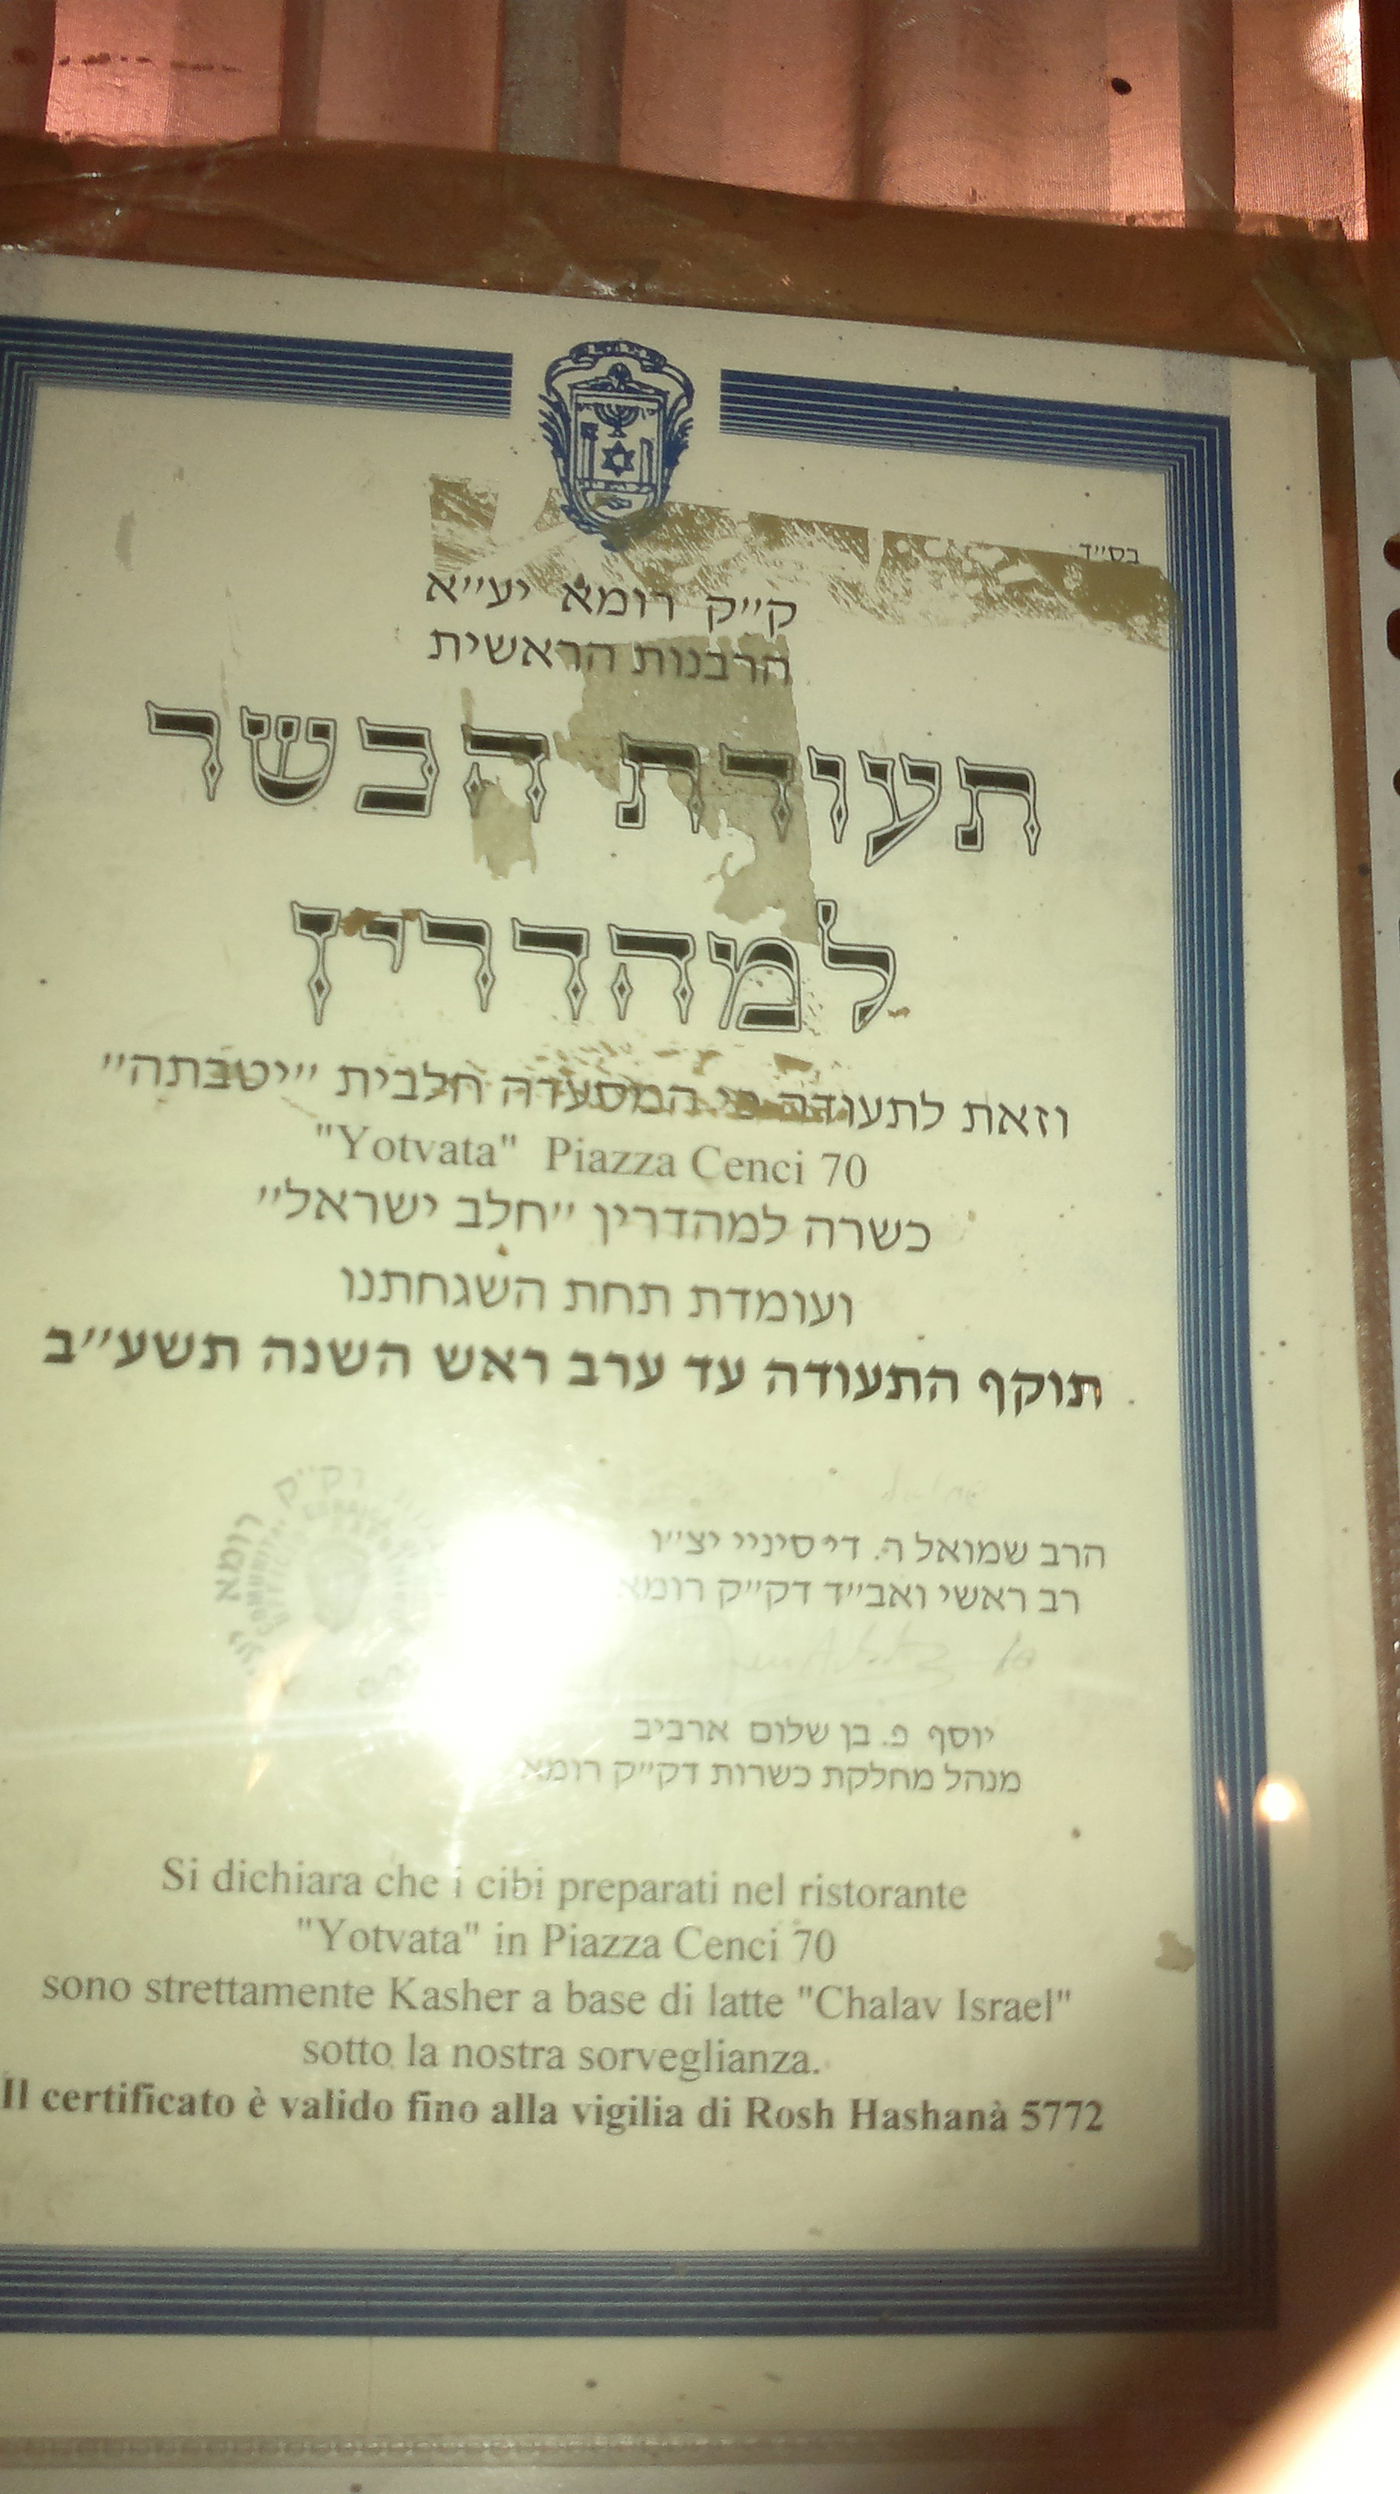 בס״ד
ק״ק רומא יע״א
הרבנות הראשית
תעודת הכשר
למהדרין
וזאת לתעודה כי המסעדה חלבית ״יטבתה״
"Yotvata" Piazza Cenci 70
כשרה למהדרין ״חלב ישראל״
ועומדת תחת השגחתנו
תוקף התעודה עד ערב ראש השנה תשע״ב
הרב שמואל ר. די סיניי יצ״ו
רב ראשי ואב״ד דק״ק רומא
יוסף פ. בן שלום ארביב
מנהל מחלקת כשרות דק״ק רומא
Si dichiara che i cibi preparati nel ristorante
"Yotvata" in Piazza Cenci 70
sono strettamente Kasher a base di latte "Chalav Israel"
sotto la nostra sorveglianza.
Il certificato è valido fino alla vigilia di Rosh Hashanà 5772